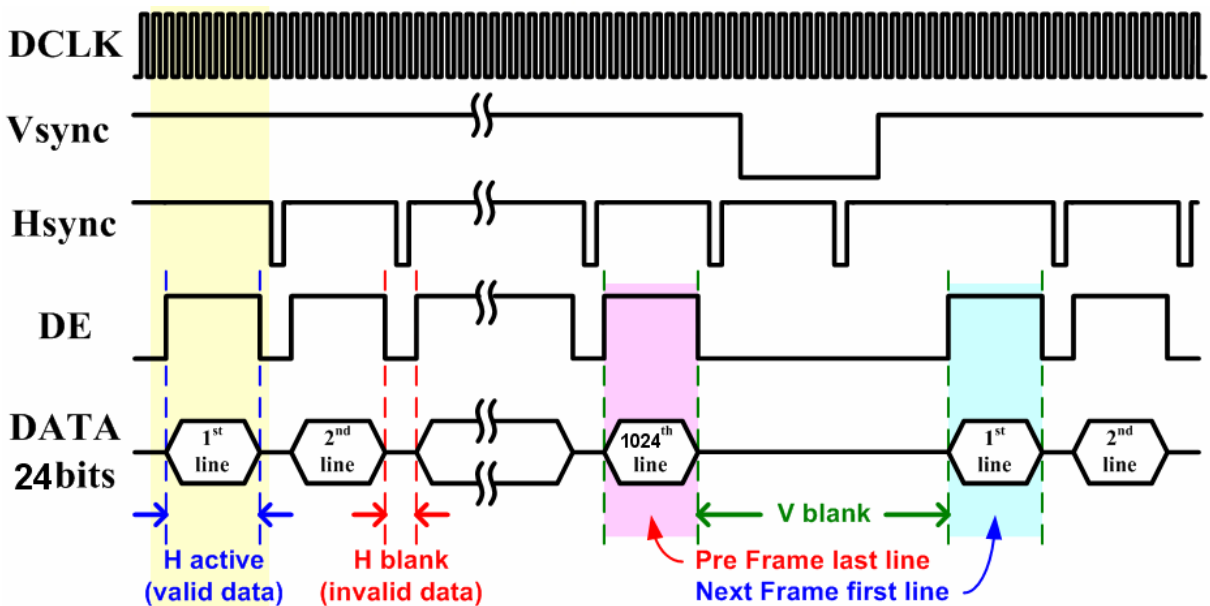 DCLK
Vsync
Hsync
DE
DATA
24bits
1st
line
2nd
line
1024th
line
1st
line
2nd
line
V blank
H active
(valid data)
H blank
(invalid data)
Pre Frame last line
Next Frame first line